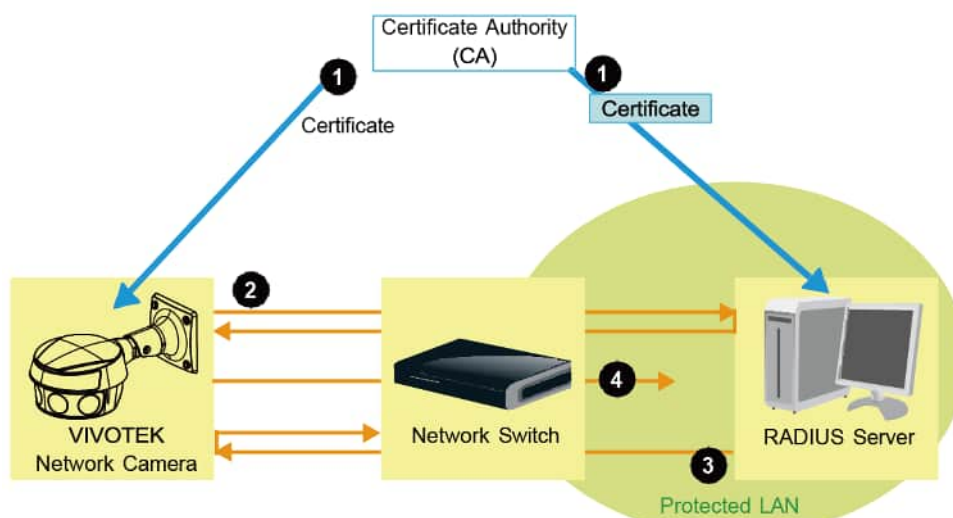 Certificate Authority
(CA)
1
1
Certificate
Certificate
2
4
VIVOTEK
Network Camera
Network Switch
RADIUS Server
3
Protected LAN